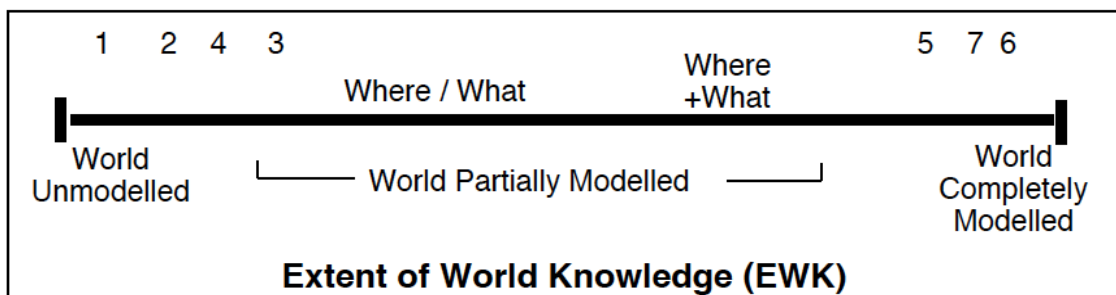 1 2 4 3 5 7 6
Where / What
Where
+What
World
Unmodelled
World Partially Modelled
World
Completely
Modelled
Extent of World Knowledge (EWK)